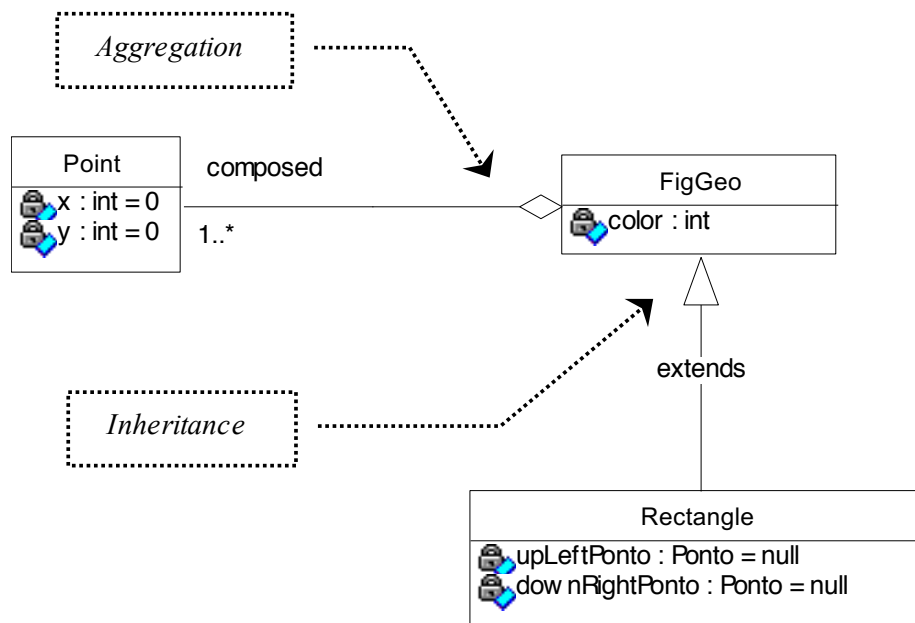 Aggregation
Point
x : int = 0
y : int = 0
composed
1..*
FigGeo
color : int
extends
Inheritance
Rectangle
upLeftPonto : Ponto = null
dow nRightPonto : Ponto = null